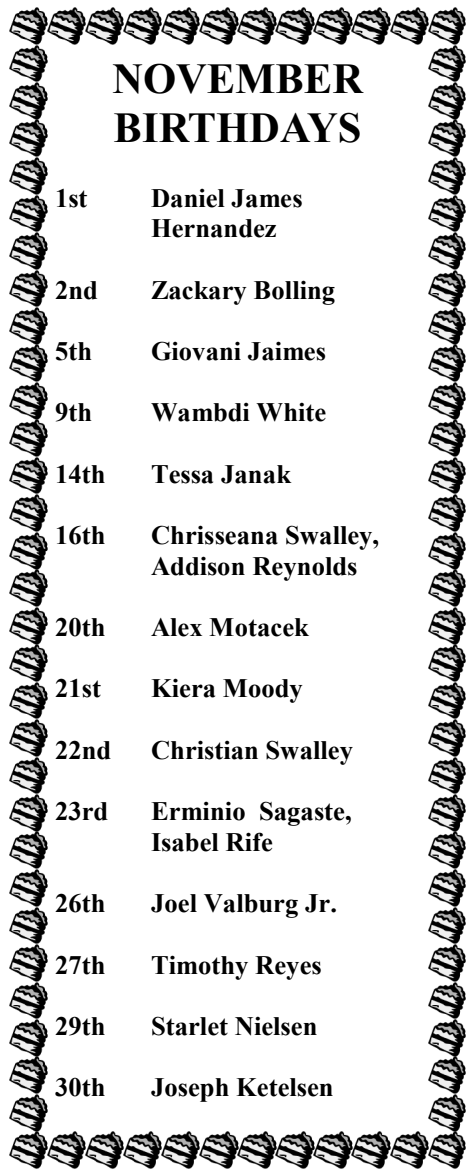 NOVEMBER
BIRTHDAYS
1st Daniel James
Hernandez
2nd Zackary Bolling
5th Giovani Jaimes
9th Wambdi White
14th Tessa Janak
16th Chrisseana Swalley,
Addison Reynolds
20th Alex Motacek
21st Kiera Moody
22nd Christian Swalley
23rd Erminio Sagaste,
Isabel Rife
26th Joel Valburg Jr.
27th Timothy Reyes
29th Starlet Nielsen
30th Joseph Ketelsen